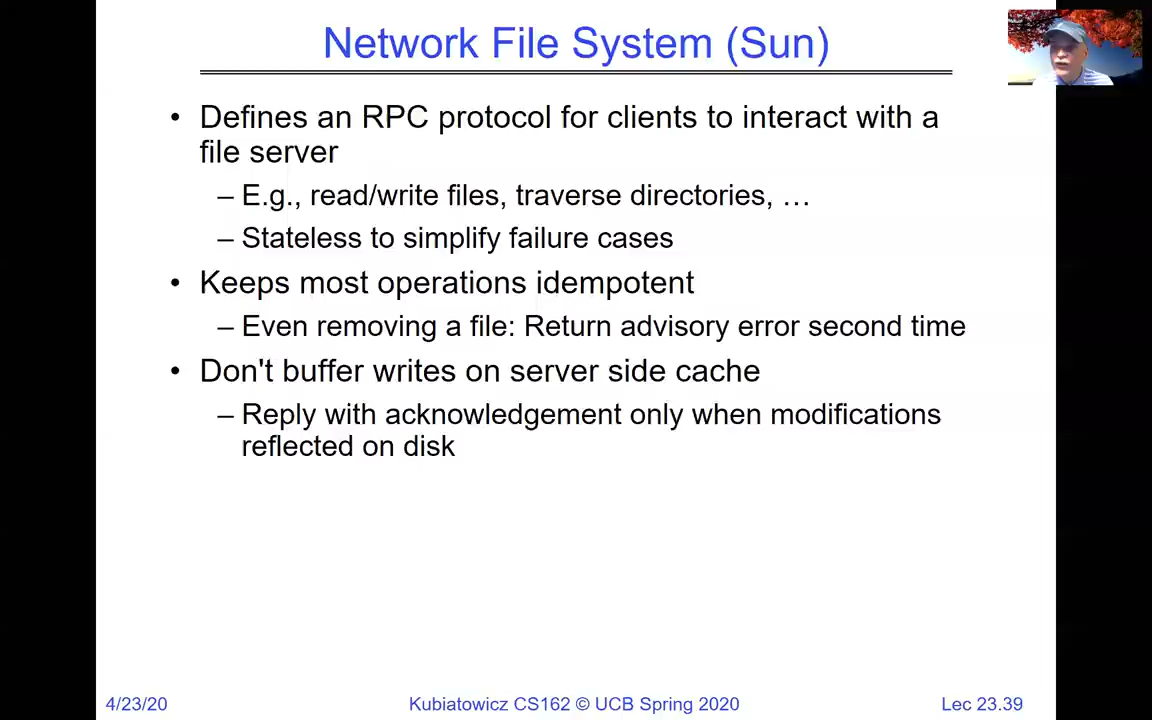 Network File System (Sun)
• Defines an RPC protocol for clients to interact with a
file server
– E.g., read/write files, traverse directories, …
– Stateless to simplify failure cases
• Keeps most operations idempotent
– Even removing a file: Return advisory error second time
• Don't buffer writes on server side cache
– Reply with acknowledgement only when modifications
reflected on disk
4/23/20
Kubiatowicz CS162 © UCB Spring 2020
Lec 23.39